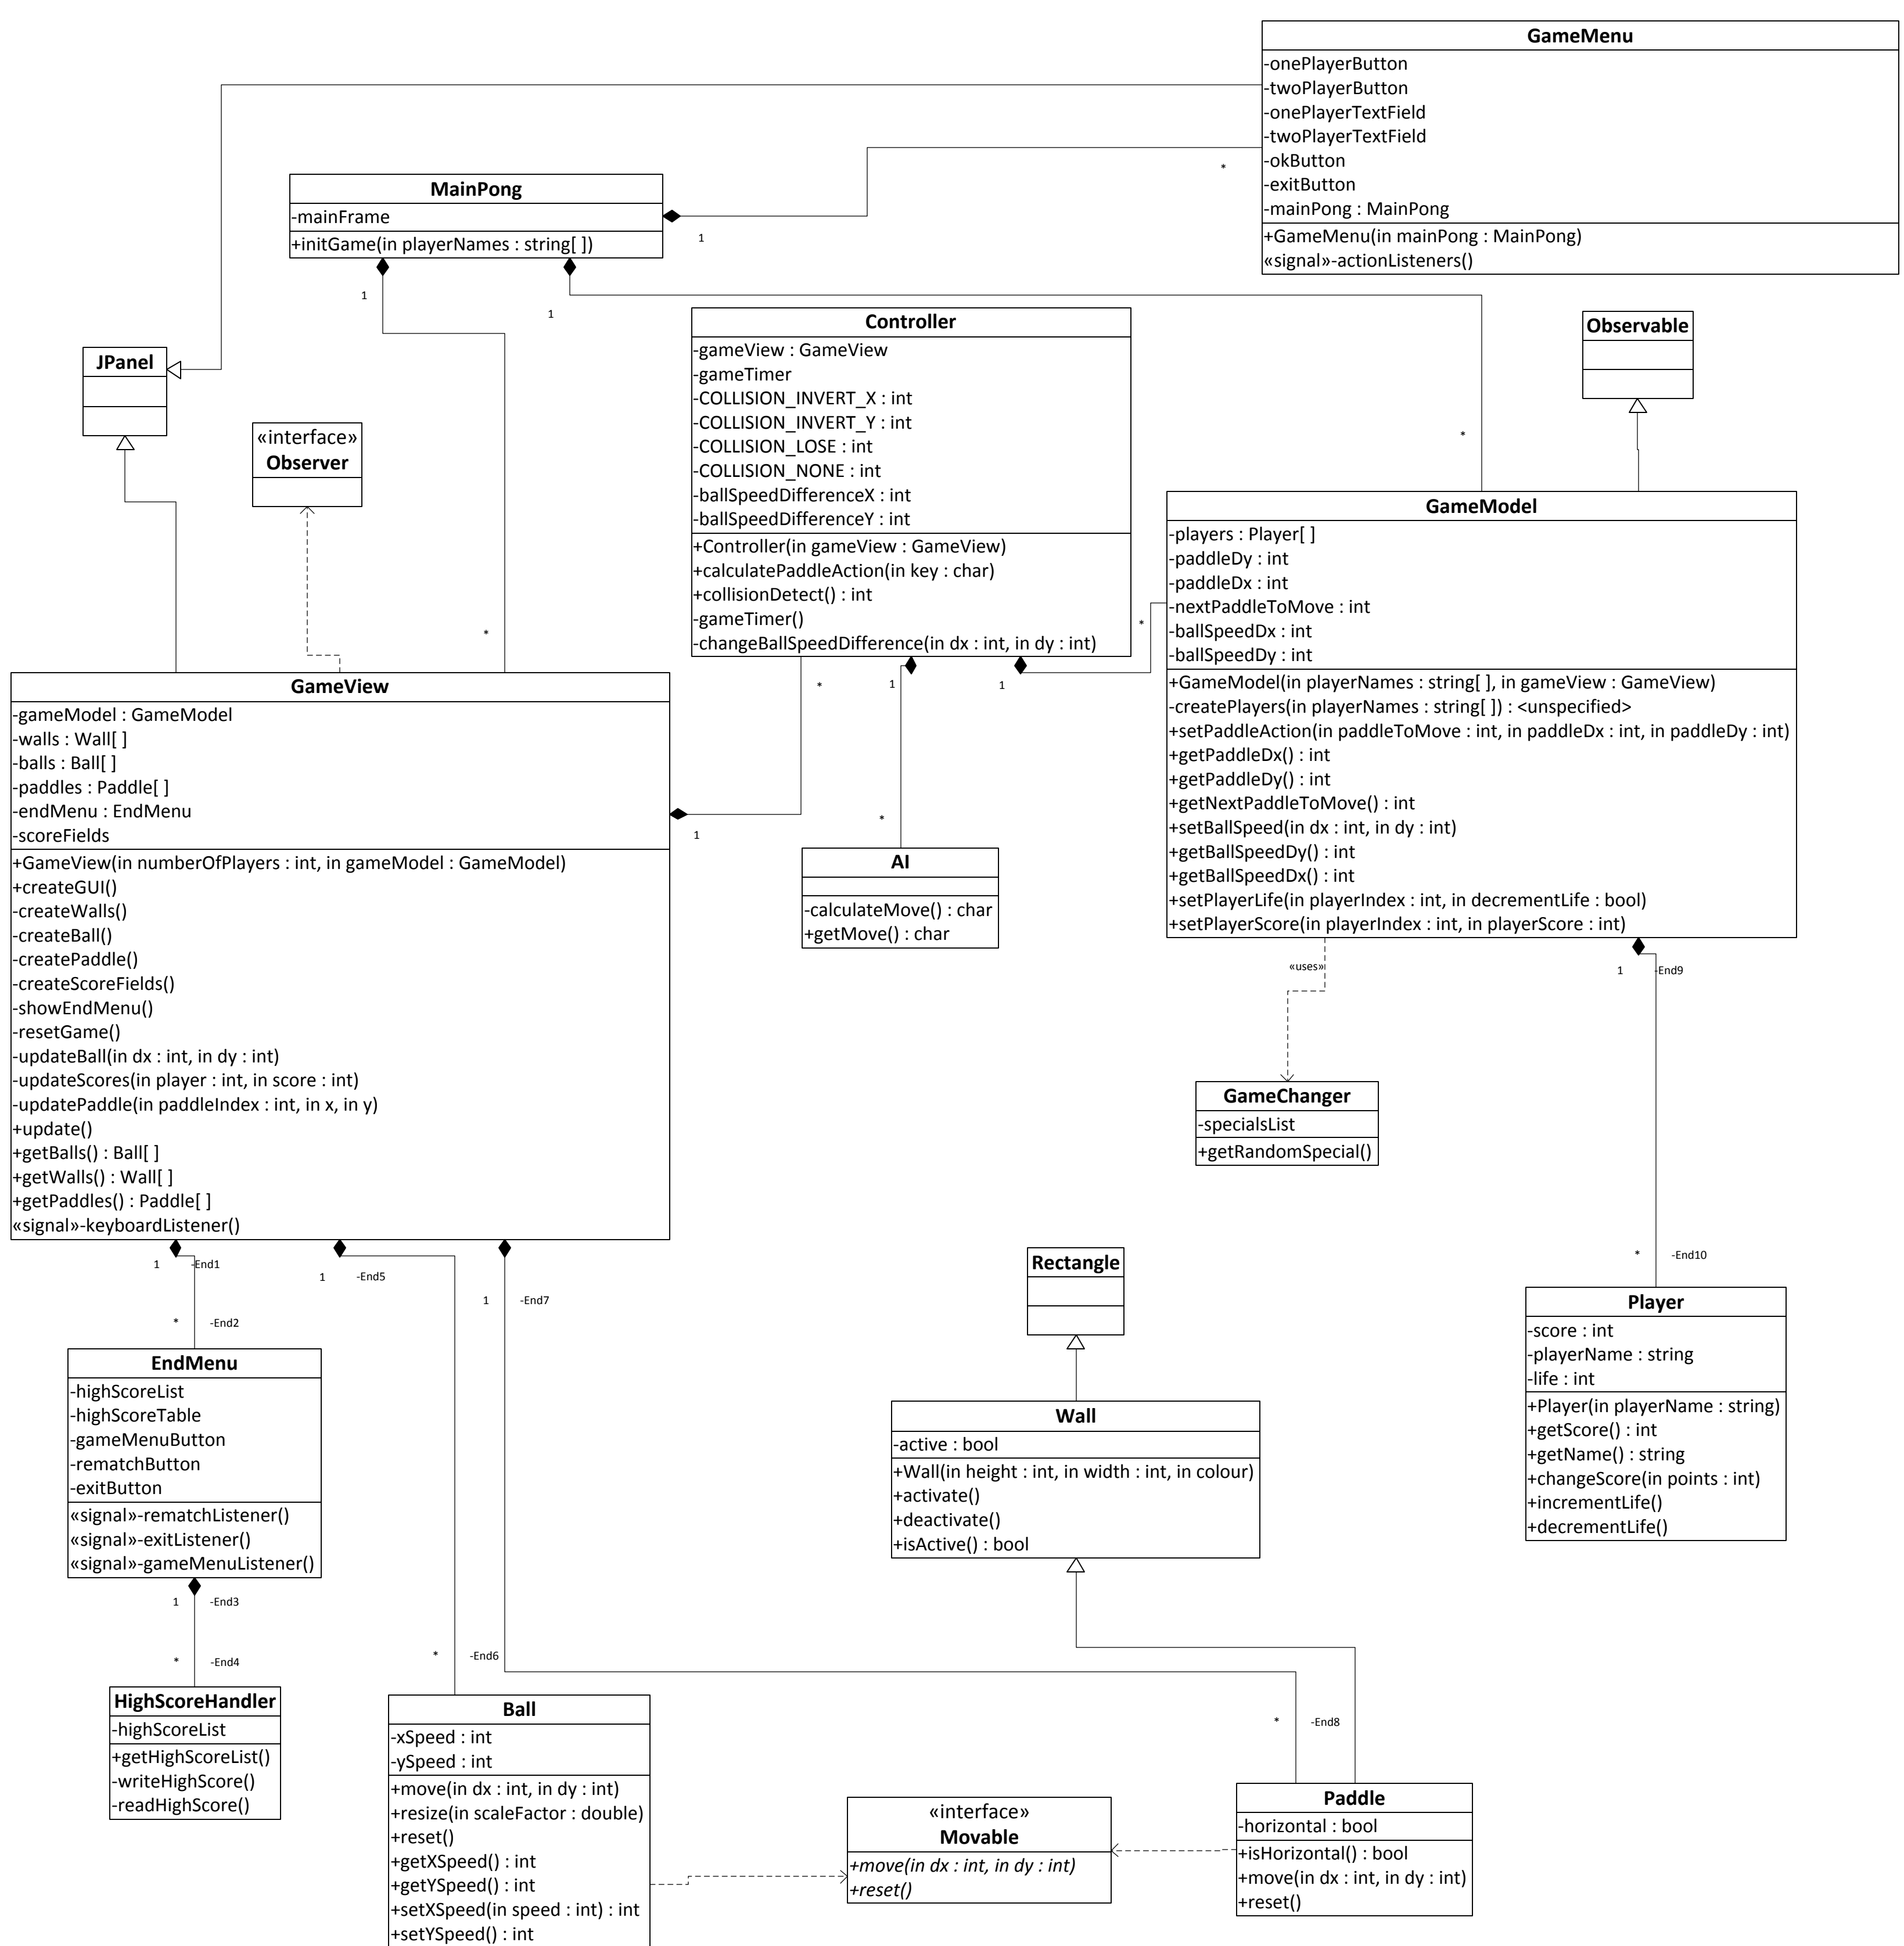 GameMenu
-onePlayerButton
-twoPlayerButton
-onePlayerTextField
-twoPlayerTextField
-okButton
-exitButton
-mainPong : MainPong
+GameMenu(in mainPong : MainPong)
«signal»-actionListeners()
*
MainPong
-mainFrame
+initGame(in playerNames : string[ ])
1
1
1
Controller
-gameView : GameView
-gameTimer
-COLLISION_INVERT_X : int
-COLLISION_INVERT_Y : int
-COLLISION_LOSE : int
-COLLISION_NONE : int
-ballSpeedDifferenceX : int
-ballSpeedDifferenceY : int
+Controller(in gameView : GameView)
+calculatePaddleAction(in key : char)
+collisionDetect() : int
-gameTimer()
-changeBallSpeedDifference(in dx : int, in dy : int)
Observable
JPanel
«interface»
Observer
*
*
*
GameModel
-players : Player[ ]
-paddleDy : int
-paddleDx : int
-nextPaddleToMove : int
-ballSpeedDx : int
-ballSpeedDy : int
+GameModel(in playerNames : string[ ], in gameView : GameView)
-createPlayers(in playerNames : string[ ]) : <unspecified>
+setPaddleAction(in paddleToMove : int, in paddleDx : int, in paddleDy : int)
+getPaddleDx() : int
+getPaddleDy() : int
+getNextPaddleToMove() : int
+setBallSpeed(in dx : int, in dy : int)
+getBallSpeedDy() : int
+getBallSpeedDx() : int
+setPlayerLife(in playerIndex : int, in decrementLife : bool)
+setPlayerScore(in playerIndex : int, in playerScore : int)
*
1
1
GameView
-gameModel : GameModel
-walls : Wall[ ]
-balls : Ball[ ]
-paddles : Paddle[ ]
-endMenu : EndMenu
-scoreFields
+GameView(in numberOfPlayers : int, in gameModel : GameModel)
+createGUI()
-createWalls()
-createBall()
-createPaddle()
-createScoreFields()
-showEndMenu()
-resetGame()
-updateBall(in dx : int, in dy : int)
-updateScores(in player : int, in score : int)
-updatePaddle(in paddleIndex : int, in x, in y)
+update()
+getBalls() : Ball[ ]
+getWalls() : Wall[ ]
+getPaddles() : Paddle[ ]
«signal»-keyboardListener()
1
*
AI
-calculateMove() : char
+getMove() : char
«uses»
1
-End9
GameChanger
-specialsList
+getRandomSpecial()
1
-End1
1
-End5
1
-End7
*
-End2
*
-End10
Rectangle
Player
-score : int
-playerName : string
-life : int
+Player(in playerName : string)
+getScore() : int
+getName() : string
+changeScore(in points : int)
+incrementLife()
+decrementLife()
EndMenu
-highScoreList
-highScoreTable
-gameMenuButton
-rematchButton
-exitButton
«signal»-rematchListener()
«signal»-exitListener()
«signal»-gameMenuListener()
Wall
-active : bool
+Wall(in height : int, in width : int, in colour)
+activate()
+deactivate()
+isActive() : bool
1
-End3
*
-End4
*
-End6
*
-End8
HighScoreHandler
-highScoreList
+getHighScoreList()
-writeHighScore()
-readHighScore()
Ball
-xSpeed : int
-ySpeed : int
+move(in dx : int, in dy : int)
+resize(in scaleFactor : double)
+reset()
+getXSpeed() : int
+getYSpeed() : int
+setXSpeed(in speed : int) : int
+setYSpeed() : int
«interface»
Movable
+move(in dx : int, in dy : int)
+reset()
Paddle
-horizontal : bool
+isHorizontal() : bool
+move(in dx : int, in dy : int)
+reset()